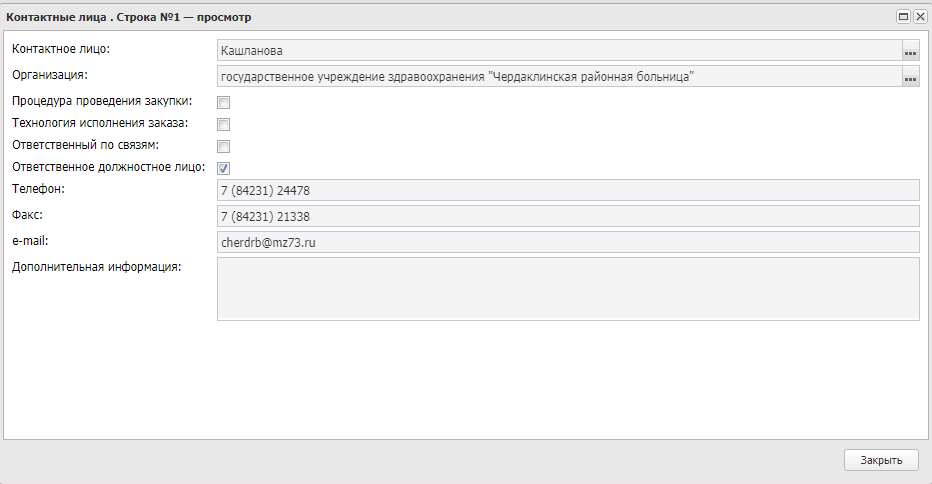 Контактные лица . Строка №1 — просмотр
Контактное лицо: Кашланова
Организация: государственное учреждение здравоохранения "Чердаклинская районная больница"
Процедура проведения закупки:
Технология исполнения заказа:
Ответственный по связям:
Ответственное должностное лицо:
Телефон: 7 (84231) 24478
Факс: 7 (84231) 21338
e-mail: cherdrb@mz73.ru
Дополнительная информация:
Закрыть